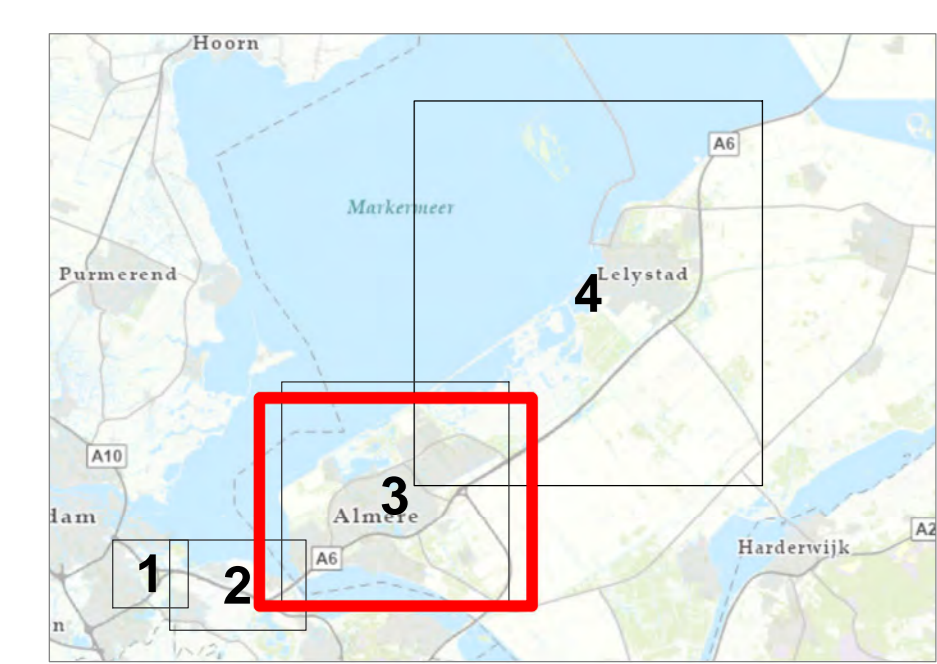 Hoorn
A6
Markermeer
Purmerend
Lelystad
4
A10
3
dam
Almere
A2
Harderwijk
A6
1
2
n